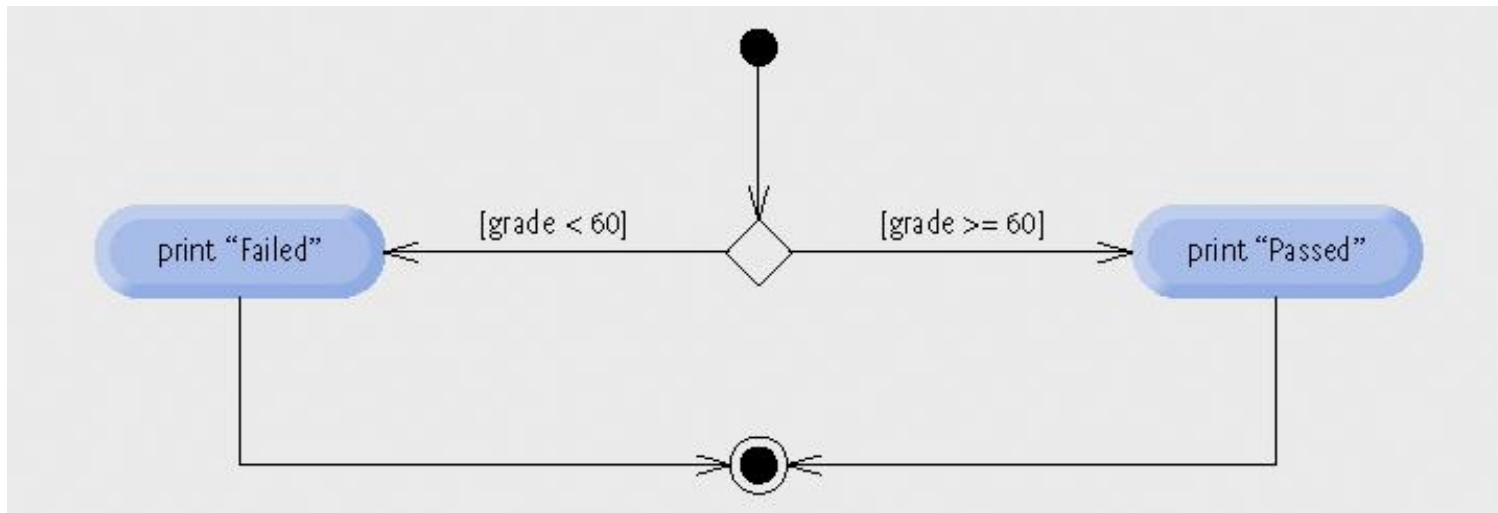 [grade < 60]
[grade >= 60]
print “Failed”
print “Passed”